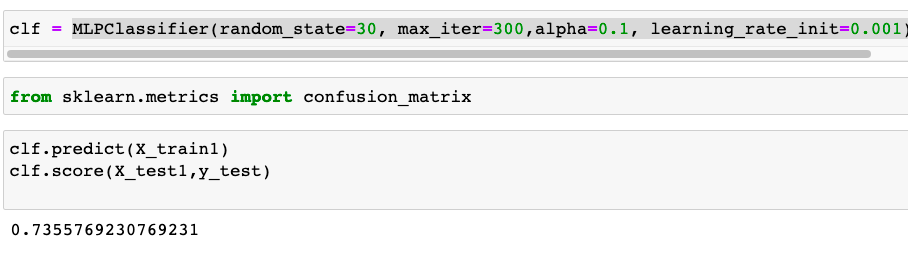 clf = MLPClassifier(random_state=30, max_iter=300,alpha=0.1, learning_rate_init=0.001)
from sklearn.metrics import confusion_matrix
clf.predict(X_train1)
clf.score(X_test1,y_test)
0.7355769230769231